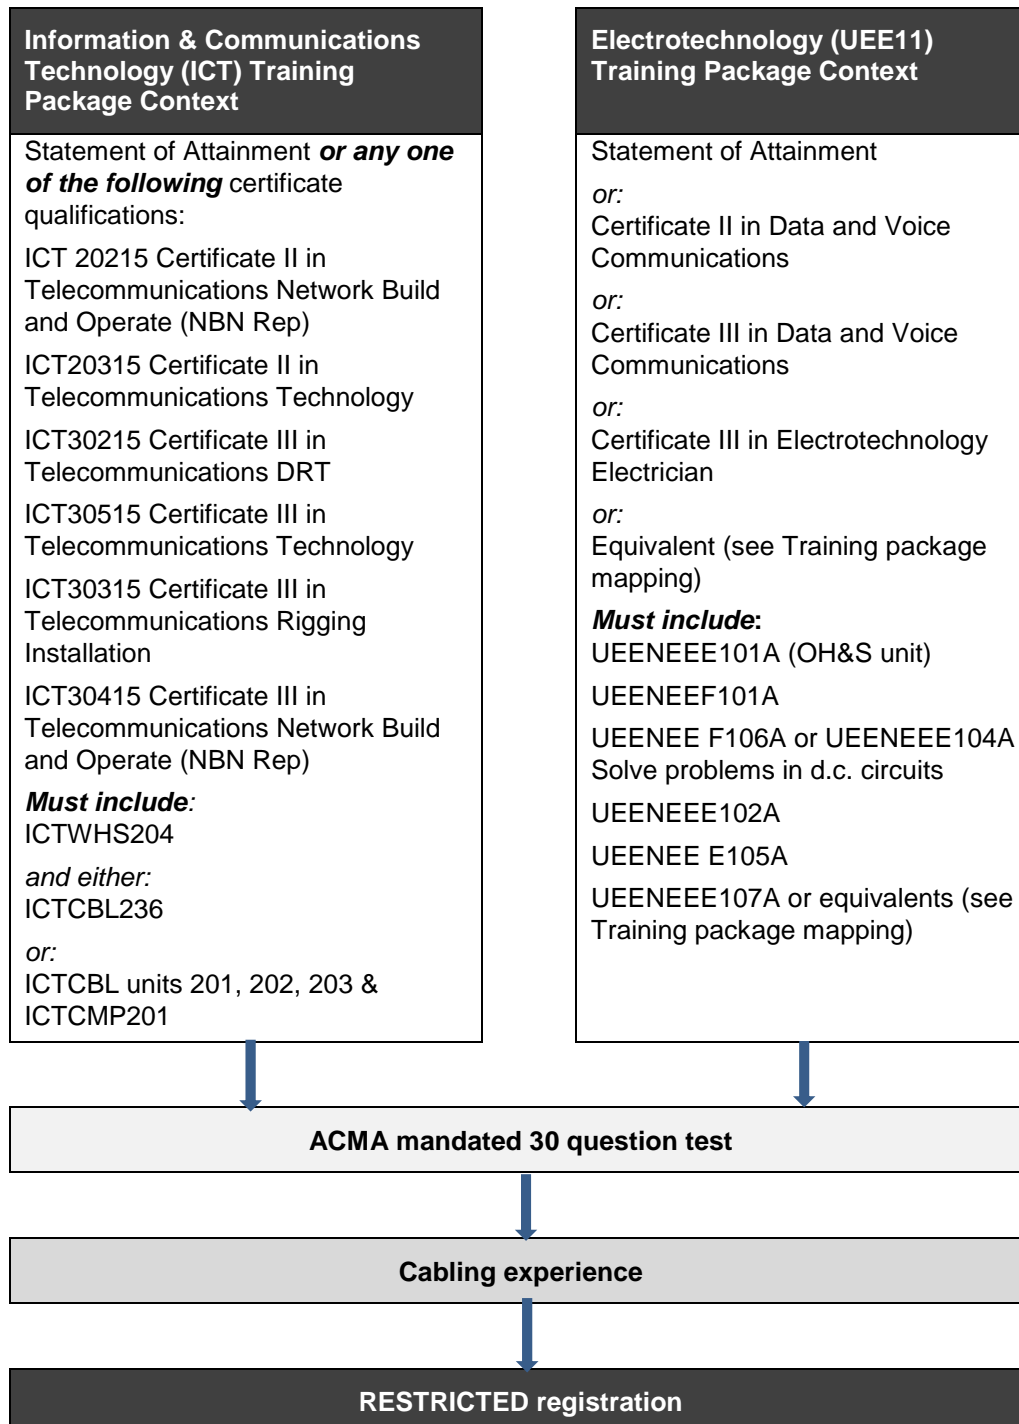 Information & Communications
Technology (ICT) Training
Package Context
Statement of Attainment or any one
of the following certificate
qualifications:
ICT 20215 Certificate II in
Telecommunications Network Build
and Operate (NBN Rep)
ICT20315 Certificate II in
Telecommunications Technology
ICT30215 Certificate III in
Telecommunications DRT
ICT30515 Certificate III in
Telecommunications Technology
ICT30315 Certificate III in
Telecommunications Rigging
Installation
ICT30415 Certificate III in
Telecommunications Network Build
and Operate (NBN Rep)
Must include:
ICTWHS204
and either:
ICTCBL236
or:
ICTCBL units 201, 202, 203 &
ICTCMP201
Electrotechnology (UEE11)
Training Package Context
Statement of Attainment
or:
Certificate II in Data and Voice
Communications
or:
Certificate III in Data and Voice
Communications
or:
Certificate III in Electrotechnology
Electrician
or:
Equivalent (see Training package
mapping)
Must include:
UEENEEE101A (OH&S unit)
UEENEEF101A
UEENEE F106A or UEENEEE104A
Solve problems in d.c. circuits
UEENEEE102A
UEENEE E105A
UEENEEE107A or equivalents (see
Training package mapping)
ACMA mandated 30 question test
Cabling experience
RESTRICTED registration